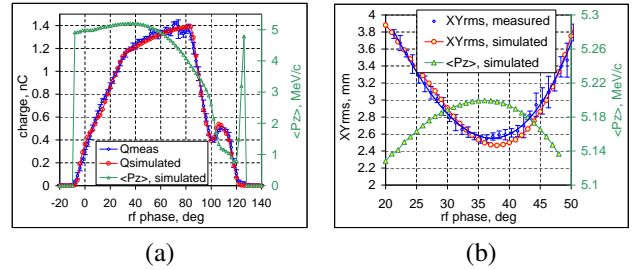 (a)
charge, nC
1.4
1.2
1
0.8
0.6
0.4
0.2
0
5
4
3
2
1
0
<Pz>, MeV/c
Qmeas
Qsimulated
<Pz>, simulated
-20 0 20 40 60 80 100 120 140
rf phase, deg
(b)
XYrms, mm
4
3.8
3.6
3.4
3.2
3
2.8
2.6
2.4
2.2
2
5.3
5.26
5.22
5.18
5.14
5.1
<Pz>, MeV/c
XYrms, measured
XYrms, simulated
<Pz>, simulated
20 25 30 35 40 45 50
rf phase, deg
(a)
(b)